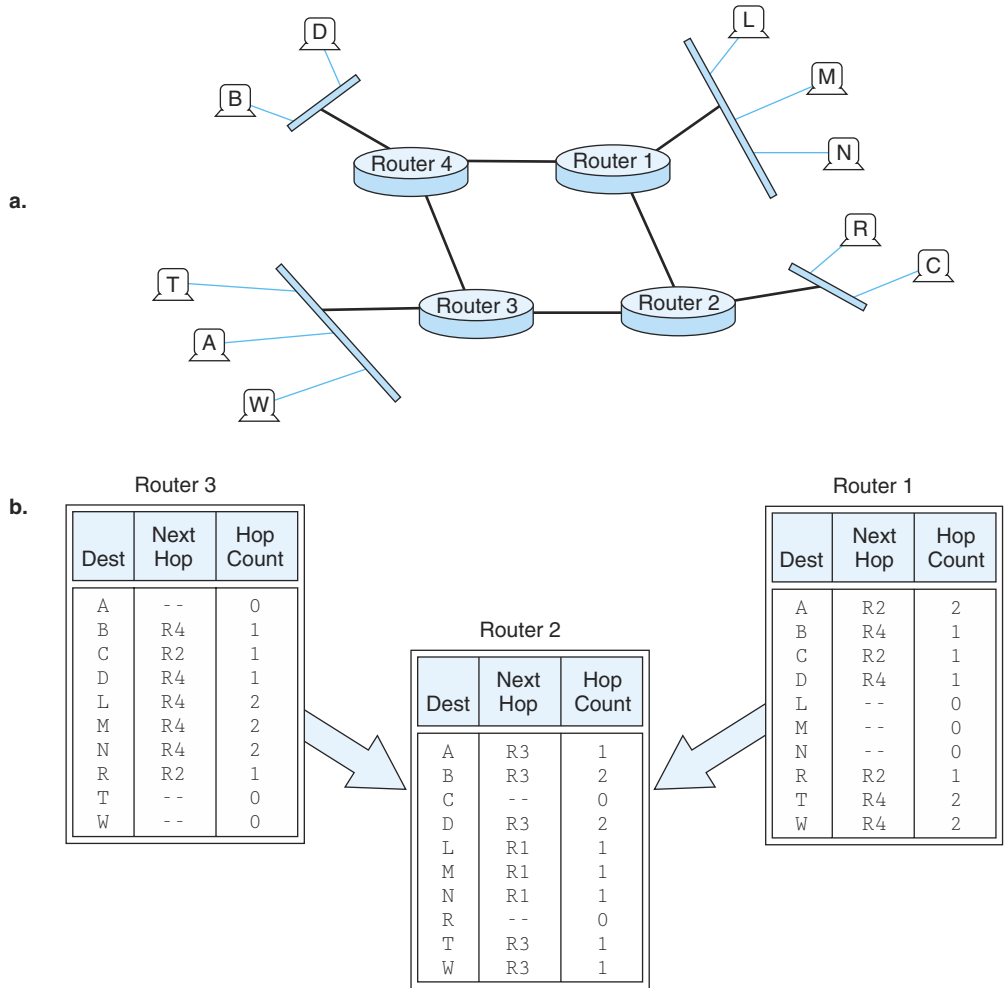 a.
D
B
L
M
N
Router 4
Router 1
R
C
T
A
W
Router 3
Router 2
b.
Router 3
Dest Next Hop Hop Count
A -- 0
B R4 1
C R2 1
D R4 1
L R4 2
M R4 2
N R4 2
R R2 1
T -- 0
W -- 0
Router 2
Dest Next Hop Hop Count
A R3 1
B R3 2
C -- 0
D R3 2
L R1 1
M R1 1
N R1 1
R -- 0
T R3 1
W R3 1
Router 1
Dest Next Hop Hop Count
A R2 2
B R4 1
C R2 1
D R4 1
L -- 0
M -- 0
N -- 0
R R2 1
T R4 2
W R4 2